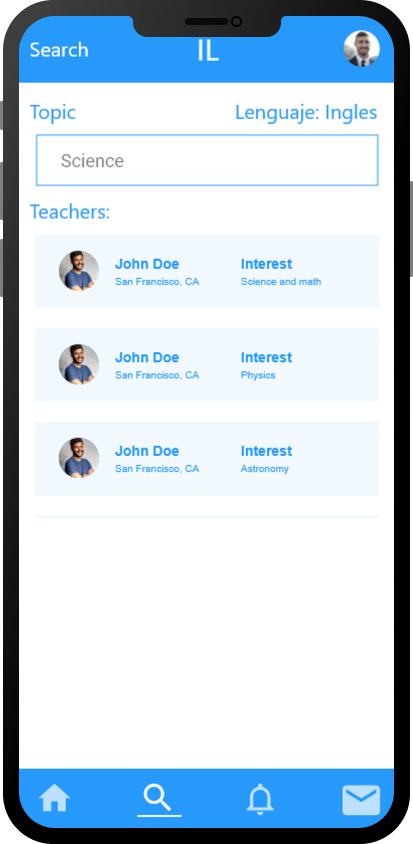 Search
IL
Topic
Lenguaje: Ingles
Science
Teachers:
John Doe
Interest
San Francisco, CA
Science and math
John Doe
Interest
San Francisco, CA
Physics
John Doe
Interest
San Francisco, CA
Astronomy